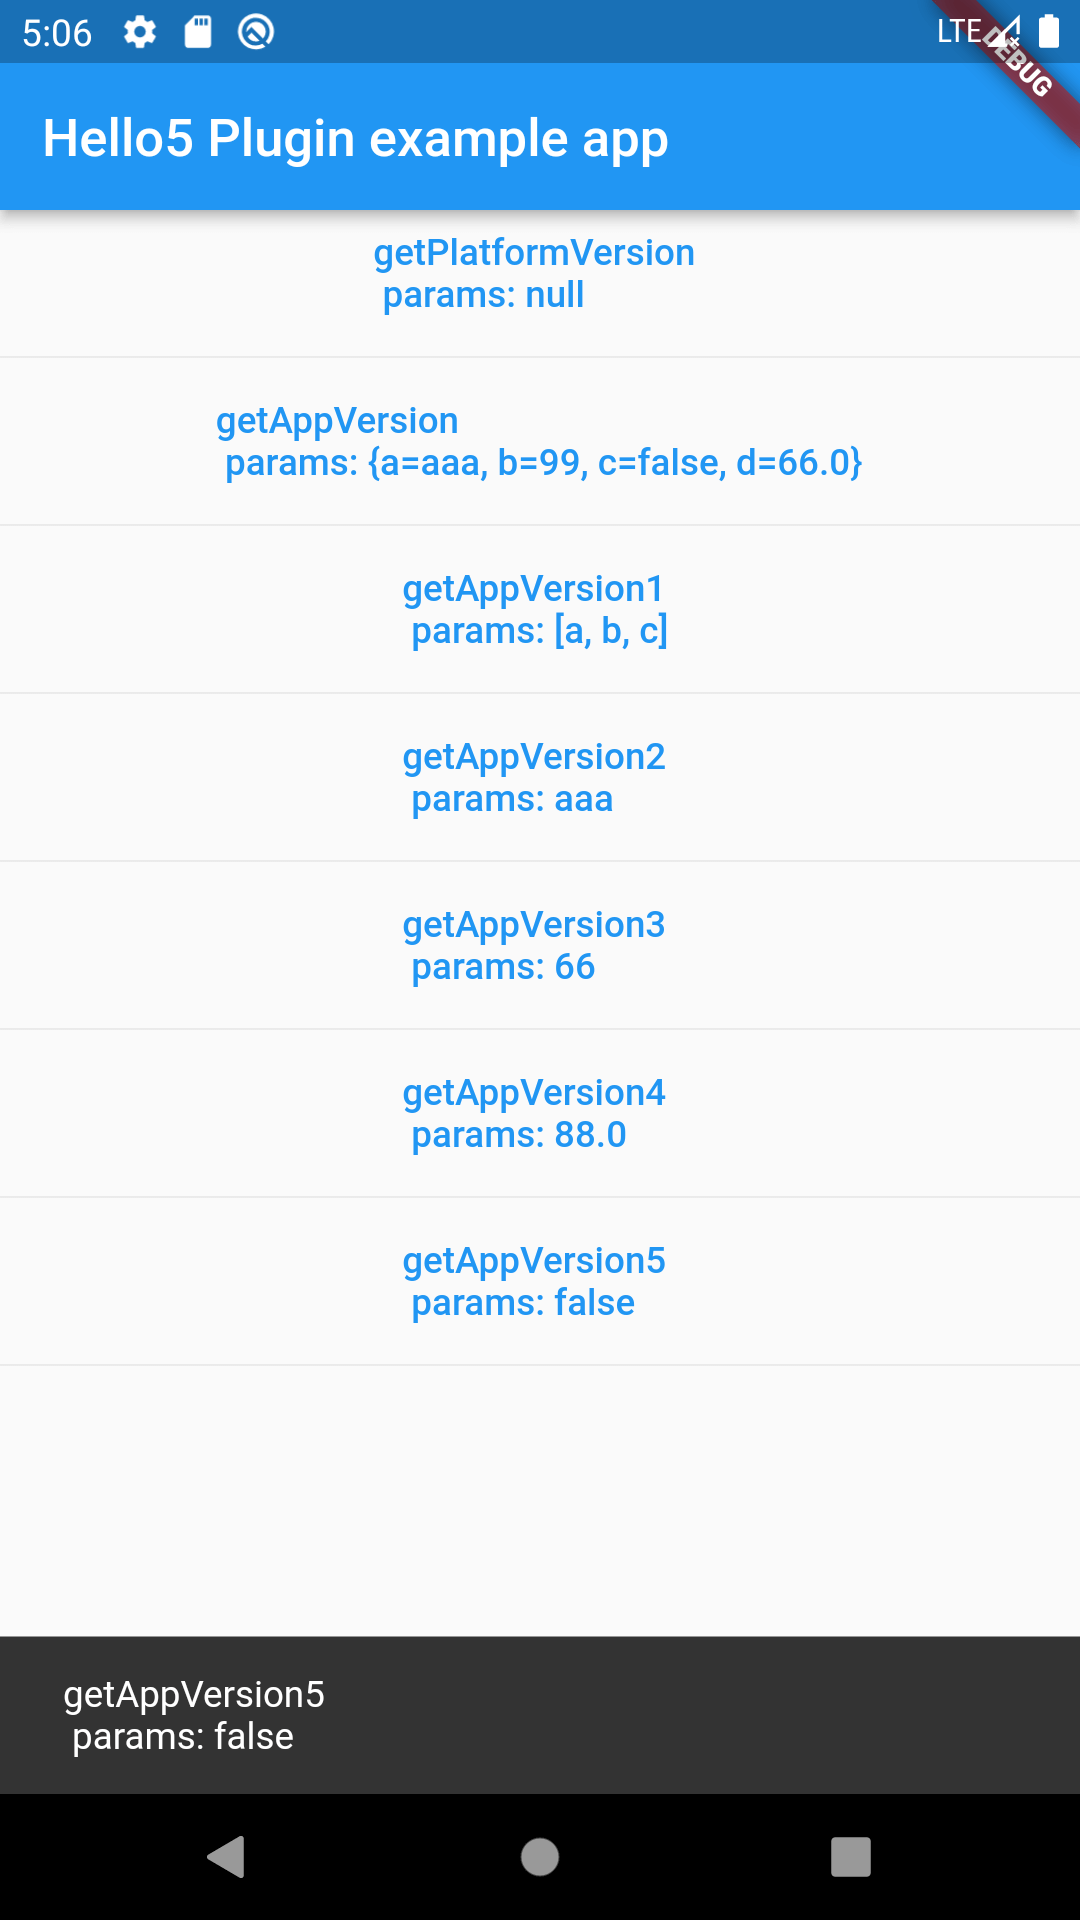 5:06 LTE
DEBUG
Hello5 Plugin example app
getPlatformVersion
params: null
getAppVersion
params: {a=aaa, b=99, c=false, d=66.0}
getAppVersion1
params: [a, b, c]
getAppVersion2
params: aaa
getAppVersion3
params: 66
getAppVersion4
params: 88.0
getAppVersion5
params: false
getAppVersion5
params: false